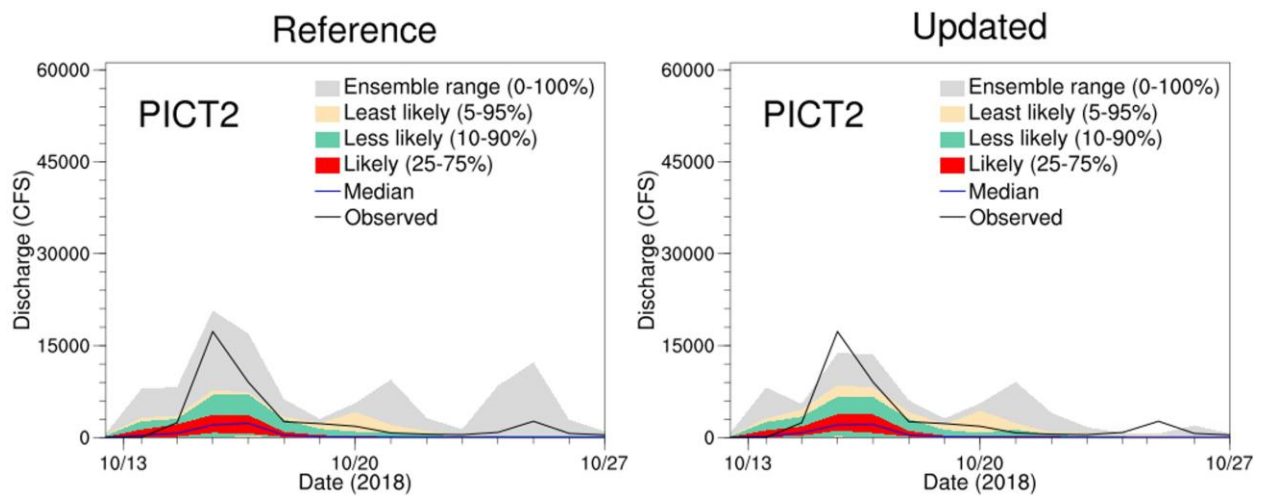 Reference
Discharge (CFS)
60000
45000
30000
15000
0
PICT2
Ensemble range (0-100%)
Least likely (5-95%)
Less likely (10-90%)
Likely (25-75%)
Median
Observed
10/13
10/20
10/27
Date (2018)
Updated
Discharge (CFS)
60000
45000
30000
15000
0
PICT2
Ensemble range (0-100%)
Least likely (5-95%)
Less likely (10-90%)
Likely (25-75%)
Median
Observed
10/13
10/20
10/27
Date (2018)